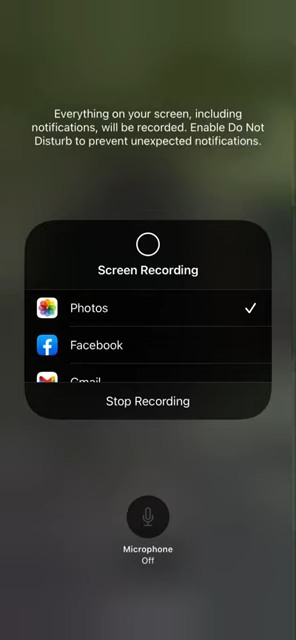 Everything on your screen, including
notifications, will be recorded. Enable Do Not
Disturb to prevent unexpected notifications.
Screen Recording
Photos
Facebook
Gmail
Stop Recording
Microphone
Off